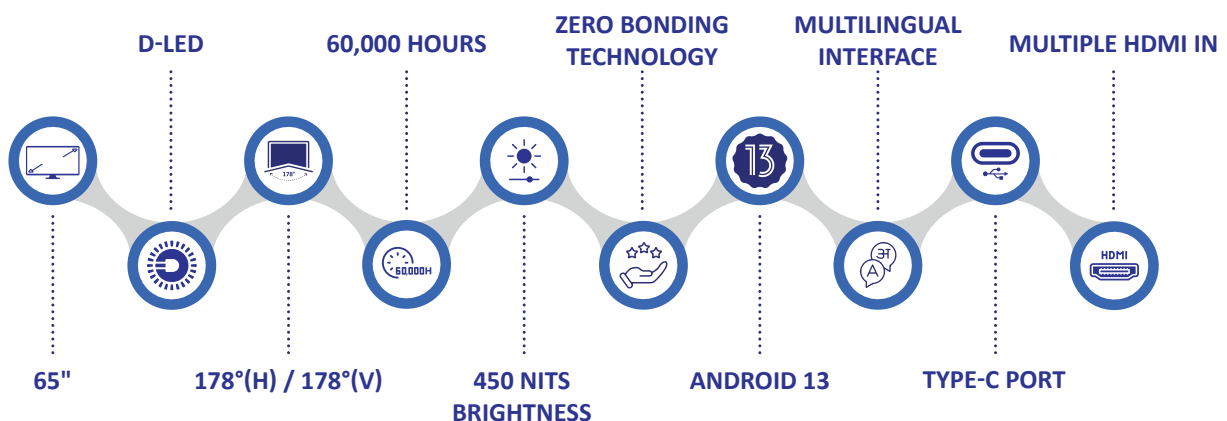 D-LED
60,000 HOURS
ZERO BONDING
TECHNOLOGY
MULTILINGUAL
INTERFACE
MULTIPLE HDMI IN
178°
13
60,000H
A
अ
HDMI
65"
178°(H) / 178°(V)
450 NITS
BRIGHTNESS
ANDROID 13
TYPE-C PORT